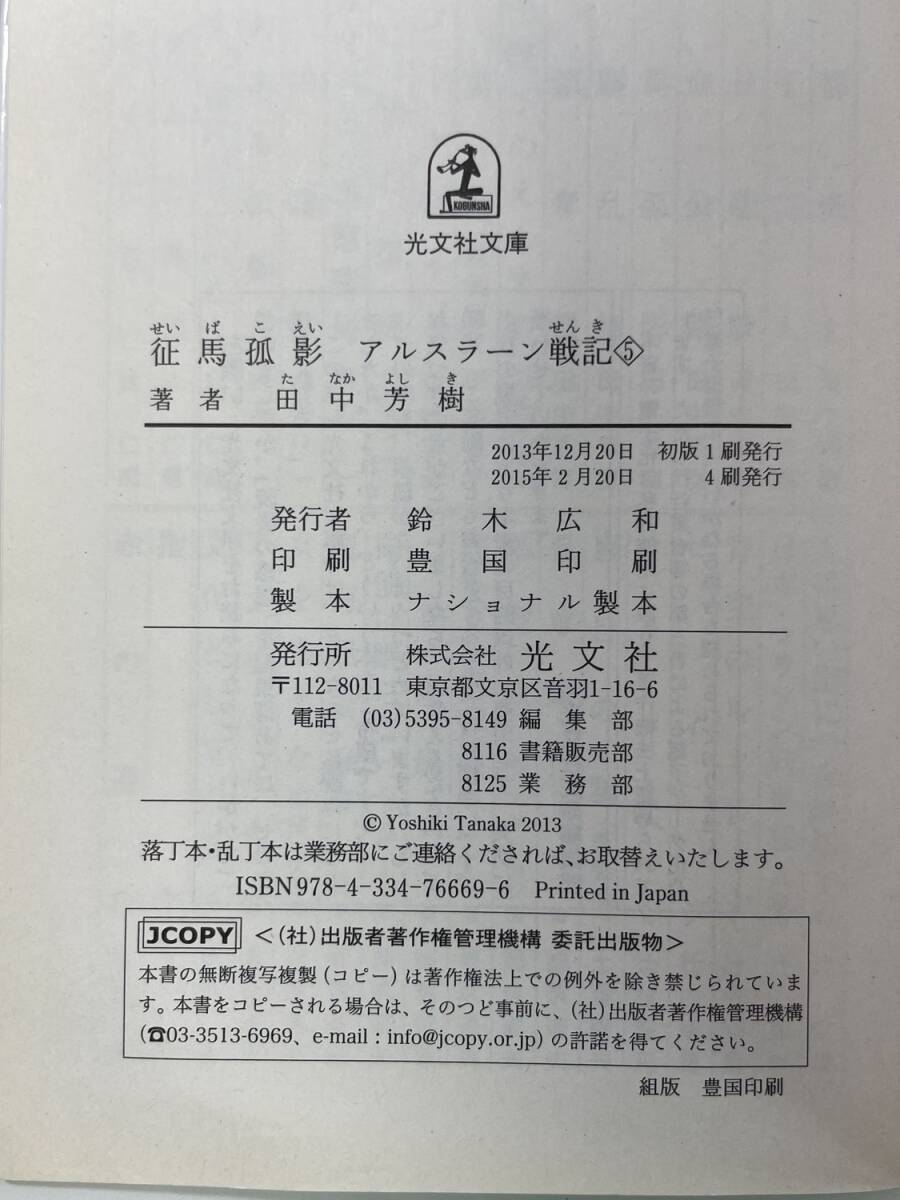 KOBUNSHA
光文社文庫
せい ば こ えい せん き
征馬孤影 アルスラーン戦記〈5〉
た なか よし き
著者 田中芳樹
2013年12月20日 初版1刷発行
2015年2月20日 4刷発行
発行者 鈴木広和
印刷 豊国印刷
製本 ナショナル製本
発行所 株式会社 光文社
〒112-8011 東京都文京区音羽1-16-6
電話 (03)5395-8149 編集部
8116 書籍販売部
8125 業務部
© Yoshiki Tanaka 2013
落丁本・乱丁本は業務部にご連絡くだされば、お取替えいたします。
ISBN978-4-334-76669-6 Printed in Japan
JCOPY <(社)出版者著作権管理機構 委託出版物>
本書の無断複写複製(コピー)は著作権法上での例外を除き禁じられていま
す。本書をコピーされる場合は、そのつど事前に、(社)出版者著作権管理機構
(☎03-3513-6969、e-mail : info@jcopy.or.jp)の許諾を得てください。
組版 豊国印刷